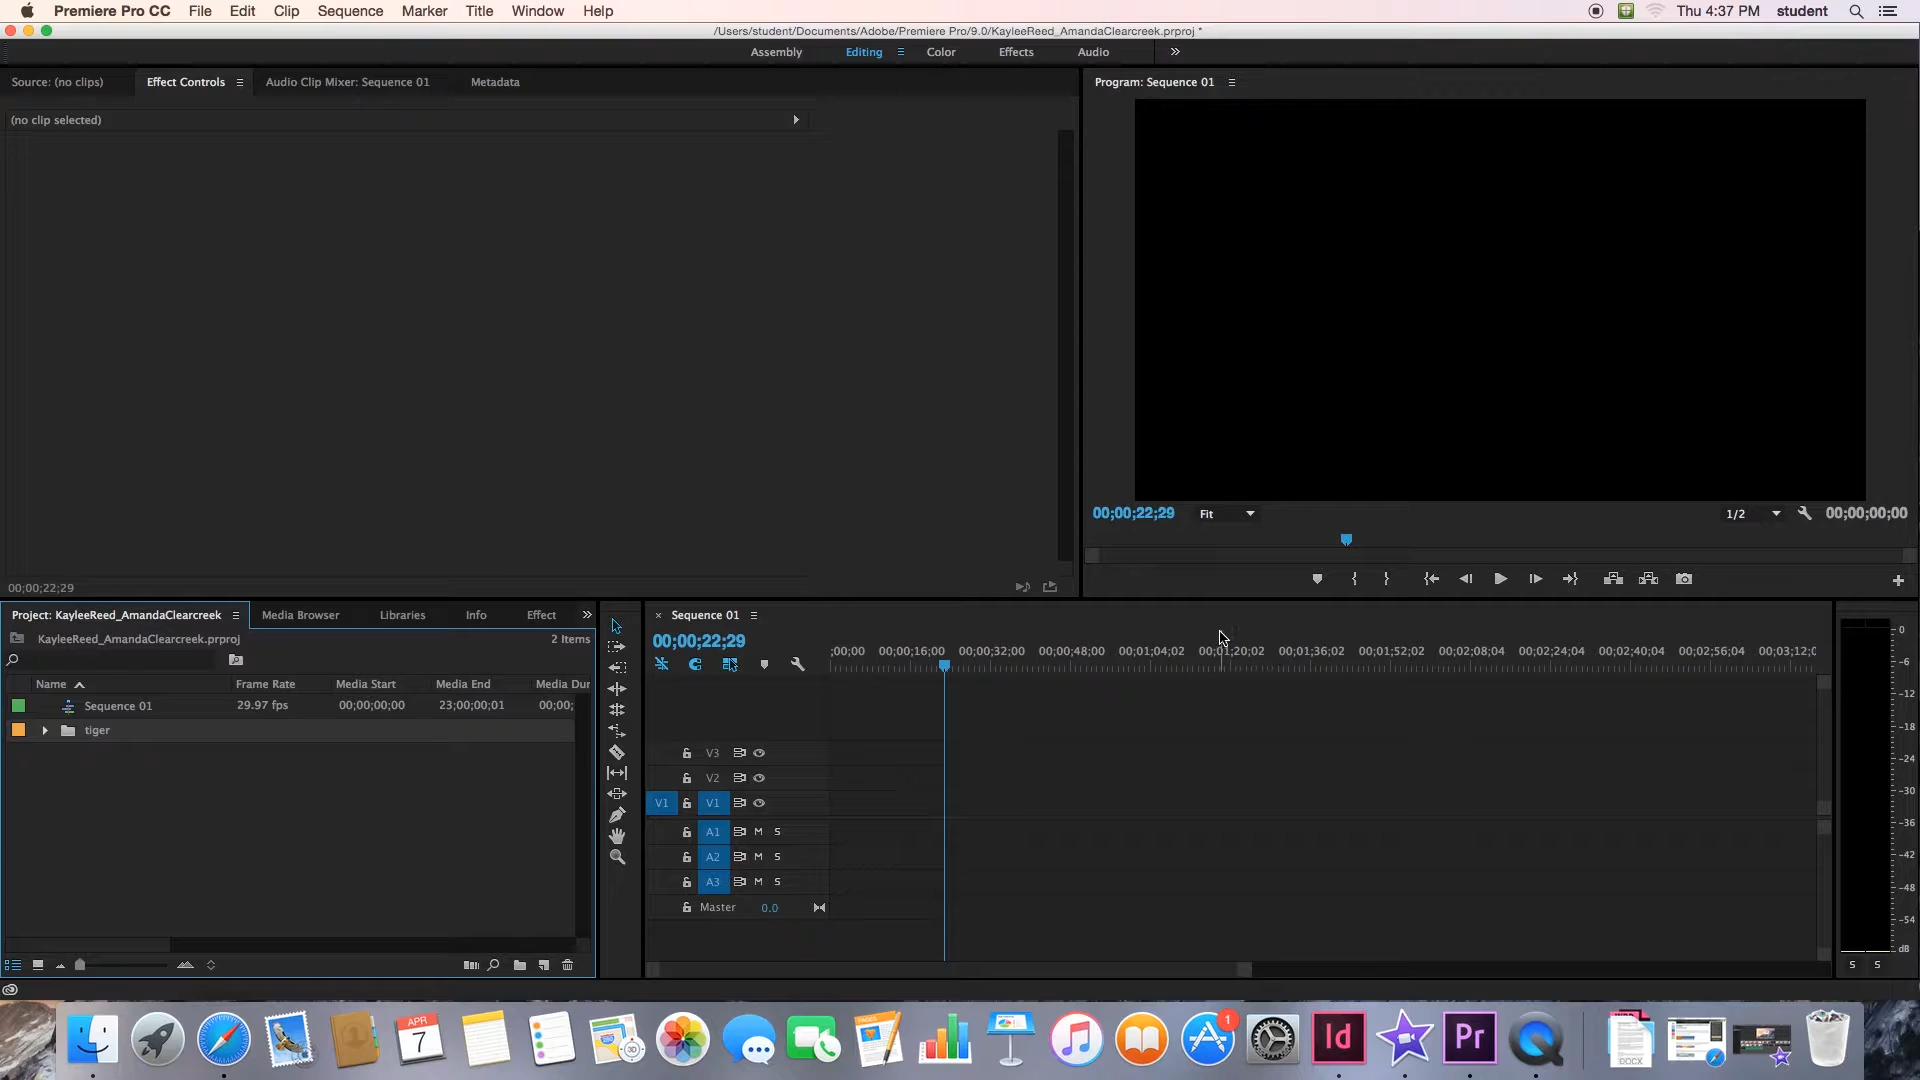 Premiere Pro CC File Edit Clip Sequence Marker Title Window Help Thu 4:37 PM student
/Users/student/Documents/Adobe/Premiere Pro/9.0/KayleeReed_AmandaClearcreek.prproj *
Assembly Editing Color Effects Audio
Source: (no clips) Effect Controls Audio Clip Mixer: Sequence 01 Metadata
Program: Sequence 01
(no clip selected)
00;00;22;29 Fit 1/2 00;00;00;00
00;00;22;29
Project: KayleeReed_AmandaClearcreek Media Browser Libraries Info Effect
KayleeReed_AmandaClearcreek.prproj 2 Items
Name Frame Rate Media Start Media End Media Dur
Sequence 01 29.97 fps 00;00;00;00 23;00;00;01 00;00;
tiger
Sequence 01
00;00;22;29
;00;00 00;00;16;00 00;00;32;00 00;00;48;00 00;01;04;02 00;01;20;02 00;01;36;02 00;01;52;02 00;02;08;04 00;02;24;04 00;02;40;04 00;02;56;04 00;03;12;0
V3
V2
V1 V1
A1 M S
A2 M S
A3 M S
Master 0.0
0
-6
-12
-18
-24
-30
-36
-42
-48
-54
dB
S S
APR
7
3D
1
Id
Pr
DOCX